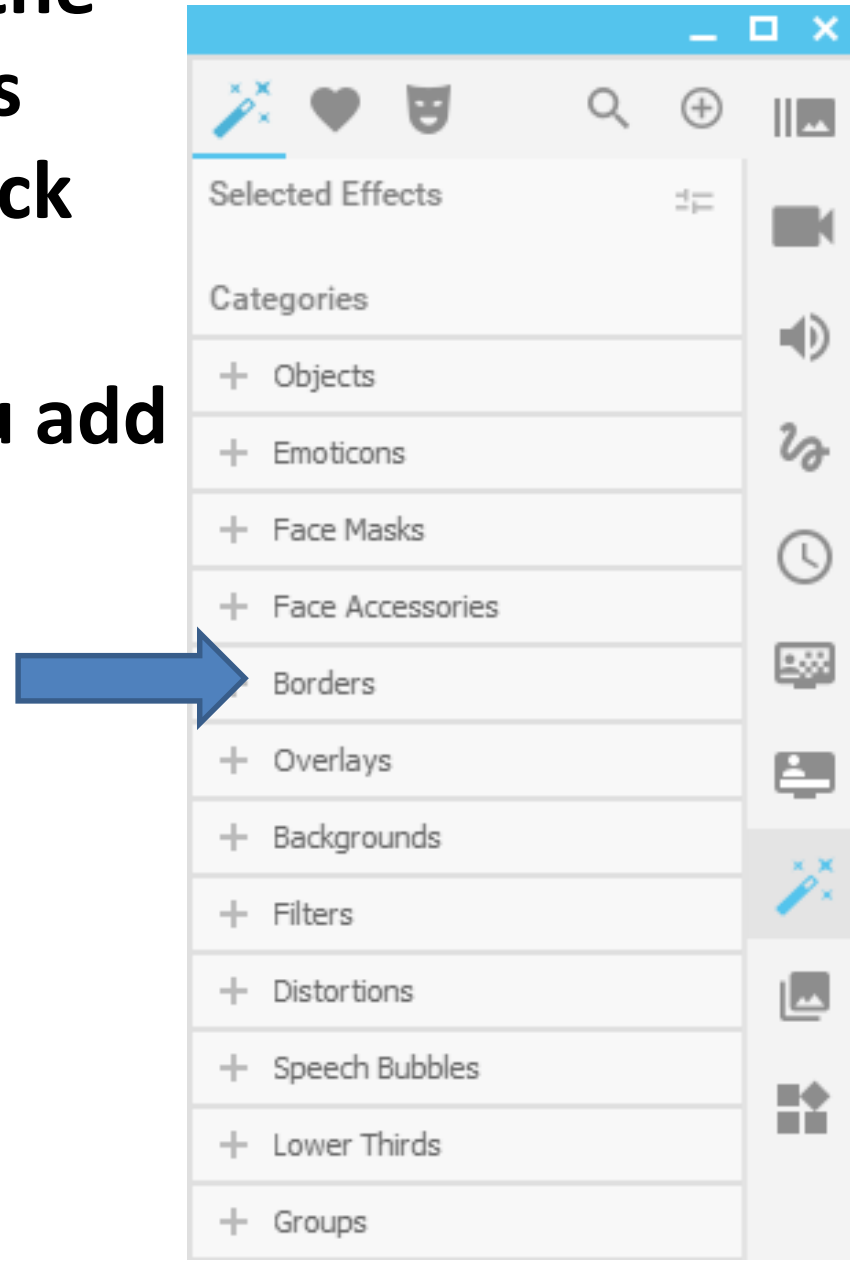 the
s
ck
u add
Selected Effects
Categories
Objects
Emoticons
Face Masks
Face Accessories
Borders
Overlays
Backgrounds
Filters
Distortions
Speech Bubbles
Lower Thirds
Groups